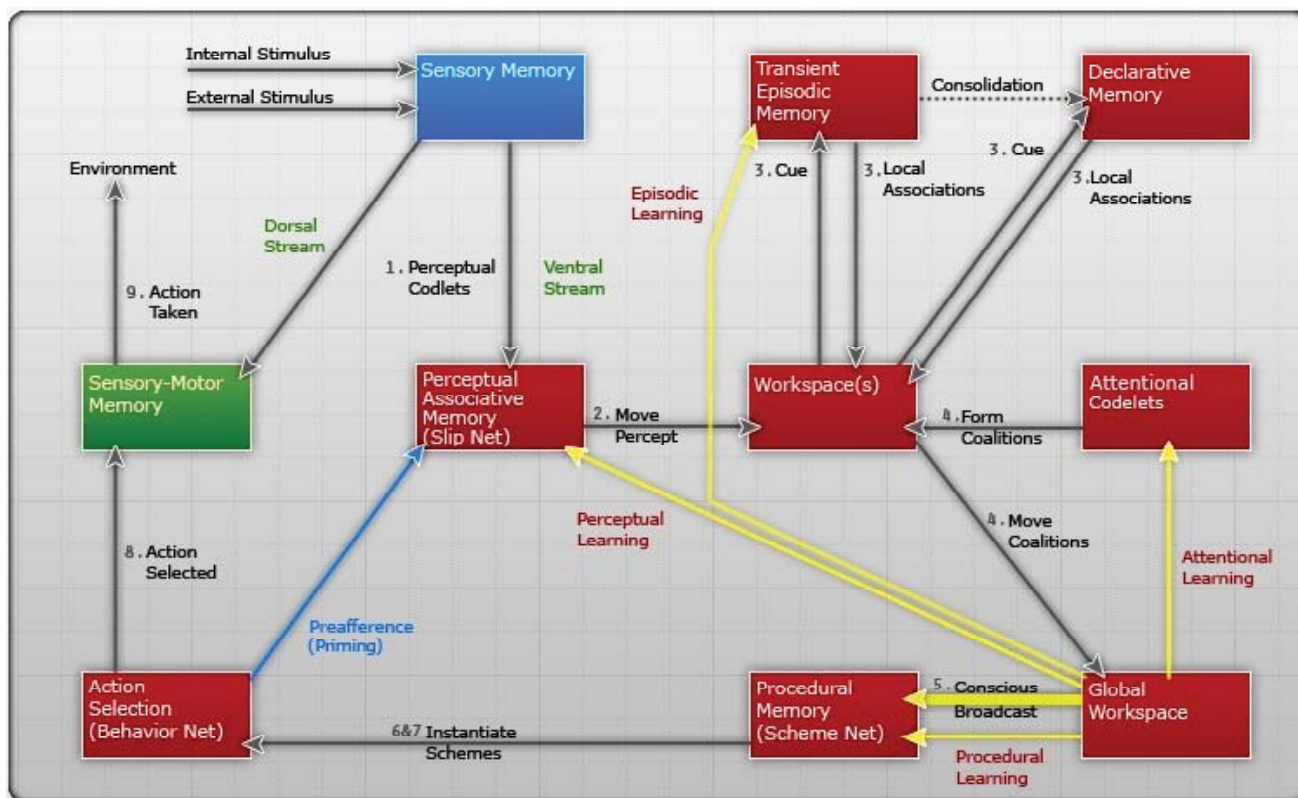 Internal Stimulus
External Stimulus
Sensory Memory
Transient
Episodic
Memory
Consolidation
Declarative
Memory
Environment
Dorsal
Stream
1. Perceptual
Codlets
Ventral
Stream
Episodic
Learning
3. Cue
3. Local
Associations
3. Cue
3. Local
Associations
9. Action
Taken
Sensory-Motor
Memory
Perceptual
Associative
Memory
(Slip Net)
2. Move
Percept
Workspace(s)
4. Form
Coalitions
Attentional
Codelets
8. Action
Selected
Preafference
(Priming)
Perceptual
Learning
4. Move
Coalitions
Attentional
Learning
Action
Selection
(Behavior Net)
6&7 Instantiate
Schemes
Procedural
Memory
(Scheme Net)
5. Conscious
Broadcast
Procedural
Learning
Global
Workspace